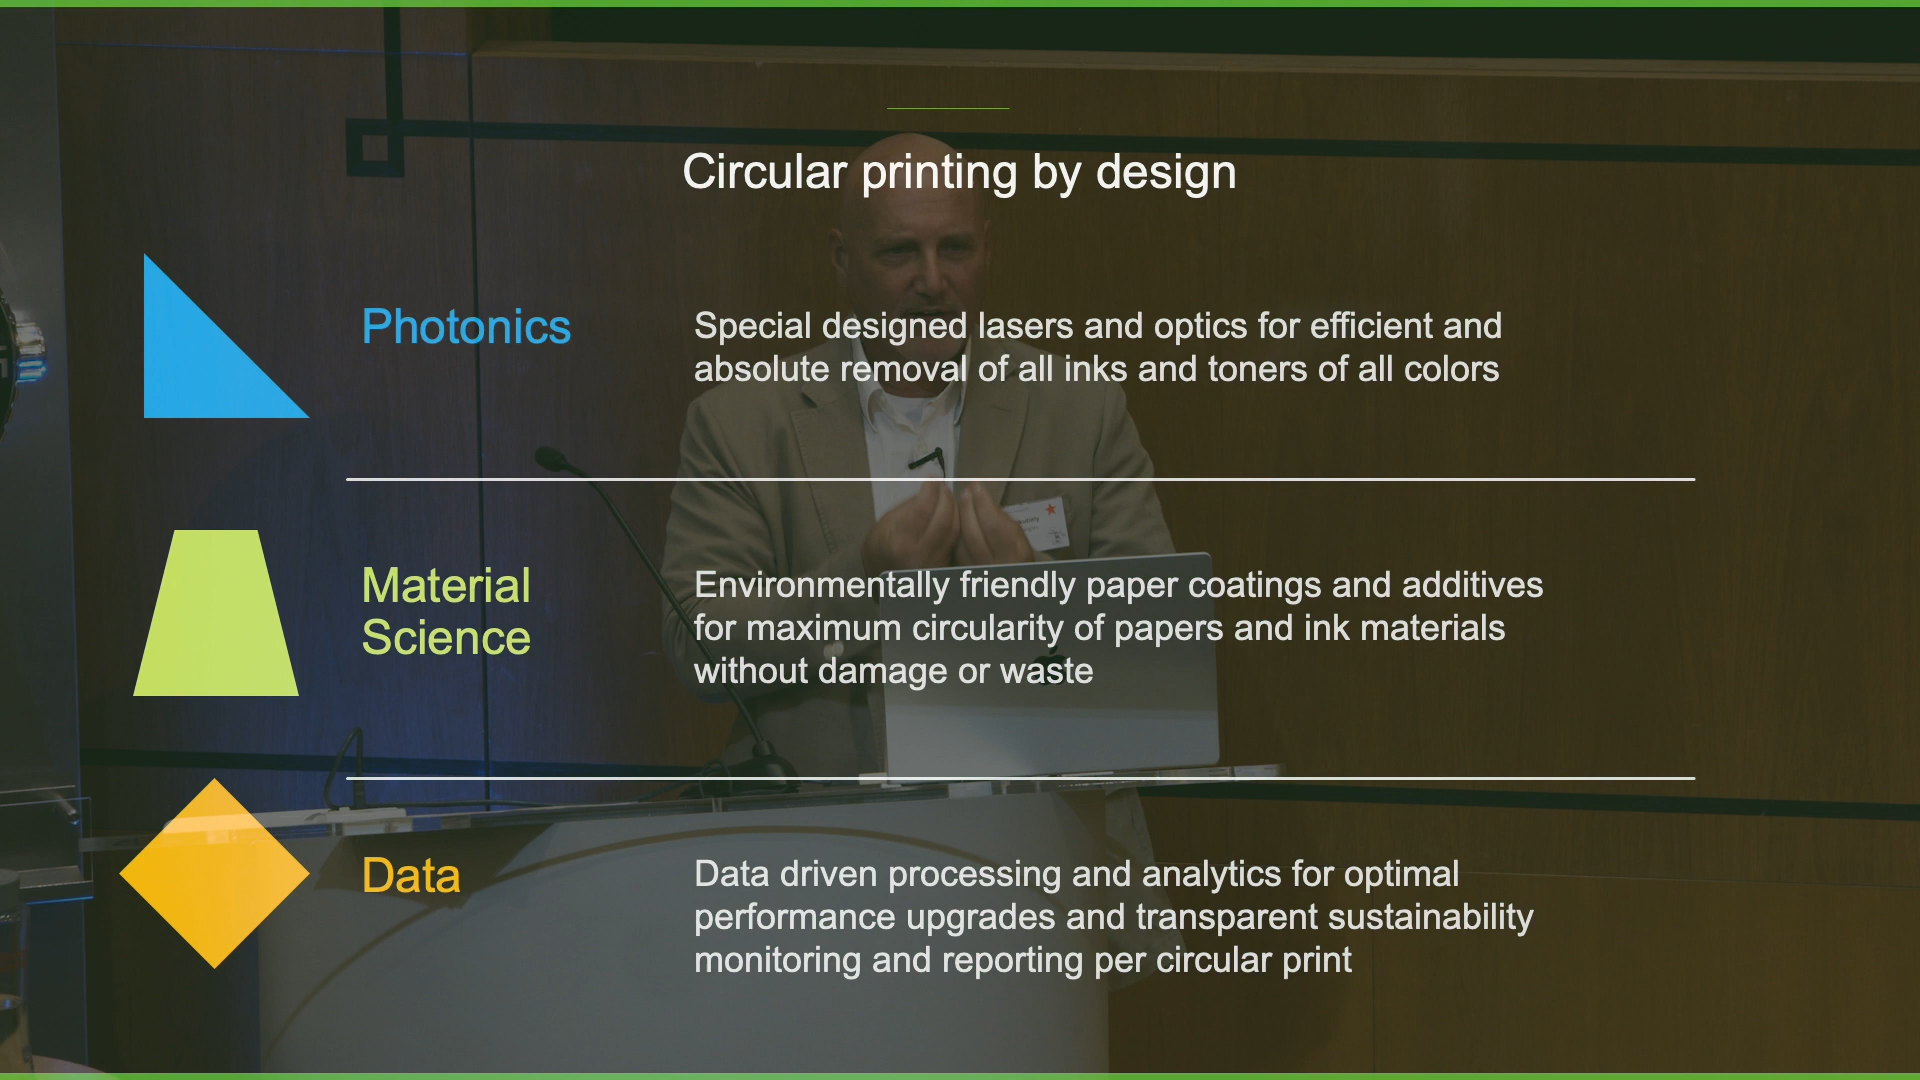 Circular printing by design
Photonics
Special designed lasers and optics for efficient and
absolute removal of all inks and toners of all colors
Material
Science
Environmentally friendly paper coatings and additives
for maximum circularity of papers and ink materials
without damage or waste
Data
Data driven processing and analytics for optimal
performance upgrades and transparent sustainability
monitoring and reporting per circular print